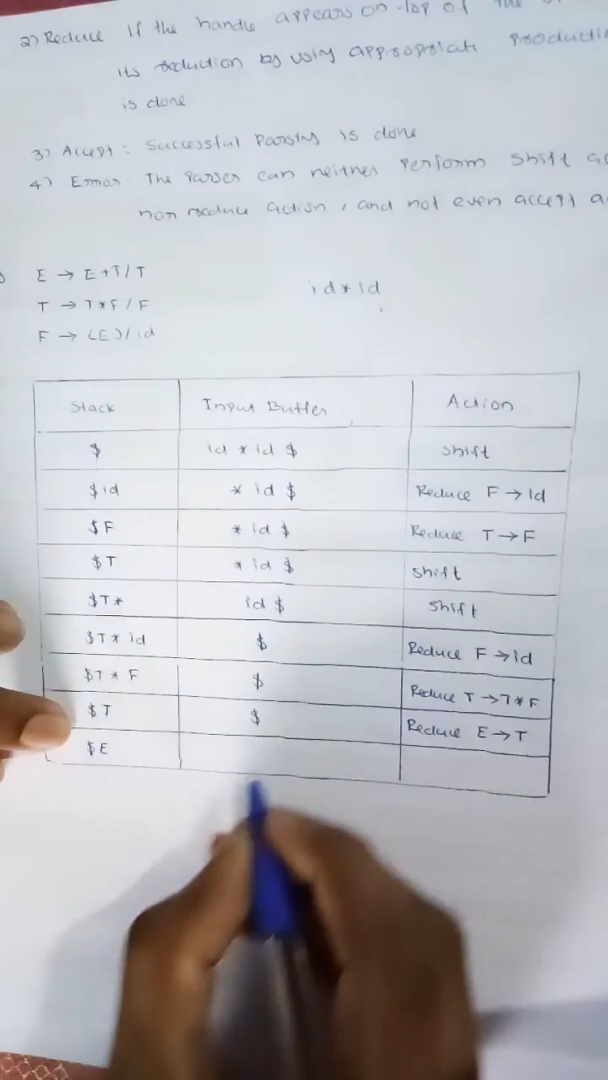 2) Reduce If the handle appears on top of the
its reduction by using appropriate
is done
3) Accept: Successful Parsing is done
4) Error: The Parser can neither Perform shift
nor reduce action, and not even accept
E → E+T/T
id*id
T → T*F/F
F → (E)/id
Stack Input Buffer Action
$ id * id $ Shift
$id * id $ Reduce F → id
$F * id $ Reduce T → F
$T * id $ shift
$T* id $ shift
$T* id $ Reduce F → id
$T* F $ Reduce T → T*F
$T $ Reduce E → T
$E